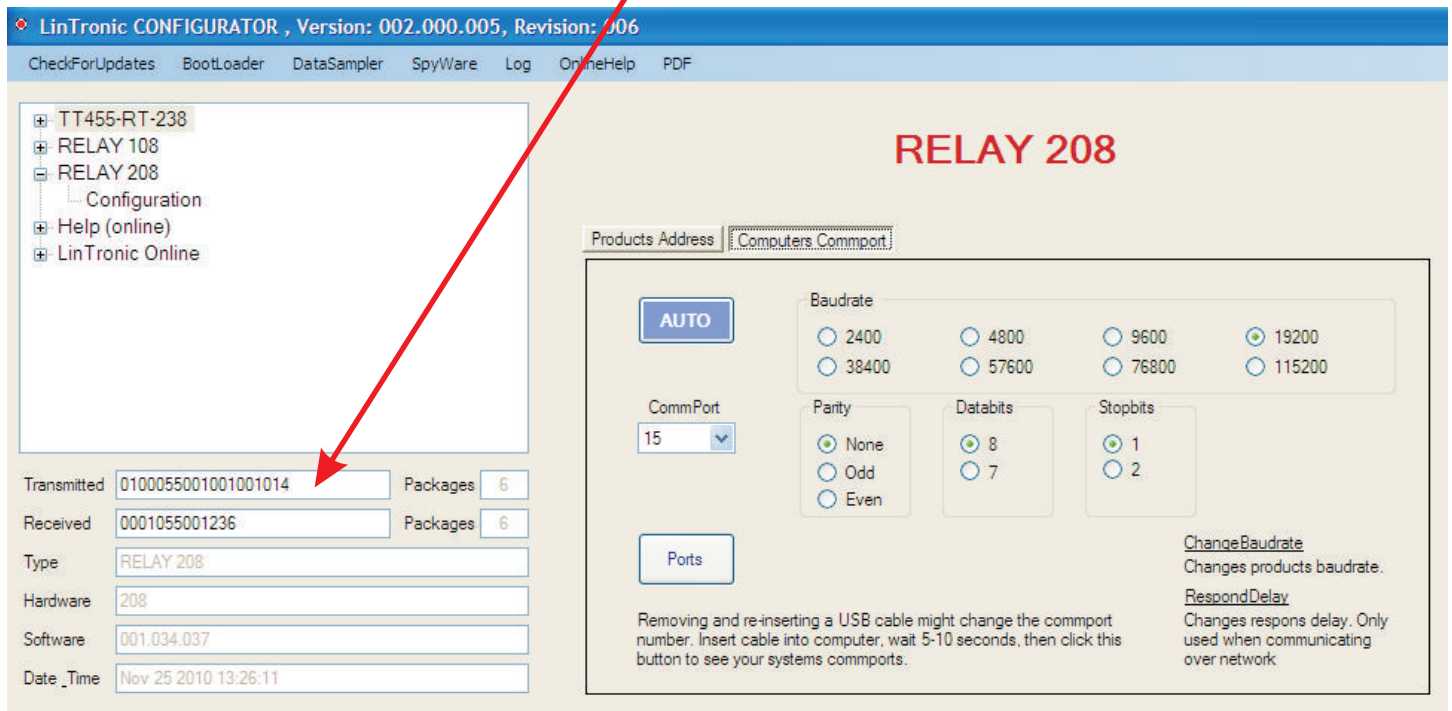 LinTronic CONFIGURATOR , Version: 002.000.005, Revision: 006
CheckForUpdates BootLoader DataSampler SpyWare Log OnlineHelp PDF
TT455-RT-238
RELAY 108
RELAY 208
Configuration
Help (online)
LinTronic Online
Transmitted 0100055001001001014 Packages 6
Received 0001055001236 Packages 6
Type RELAY 208
Hardware 208
Software 001.034.037
Date_Time Nov 25 2010 13:26:11
RELAY 208
Products Address Computers Commport
AUTO
Baudrate
2400 4800 9600 19200
38400 57600 76800 115200
CommPort
15
Parity
None
Odd
Even
Databits
8
7
Stopbits
1
2
Ports
Removing and re-inserting a USB cable might change the commport
number. Insert cable into computer, wait 5-10 seconds, then click this
button to see your systems commports.
ChangeBaudrate
Changes products baudrate.
RespondDelay
Changes respons delay. Only
used when communicating
over network